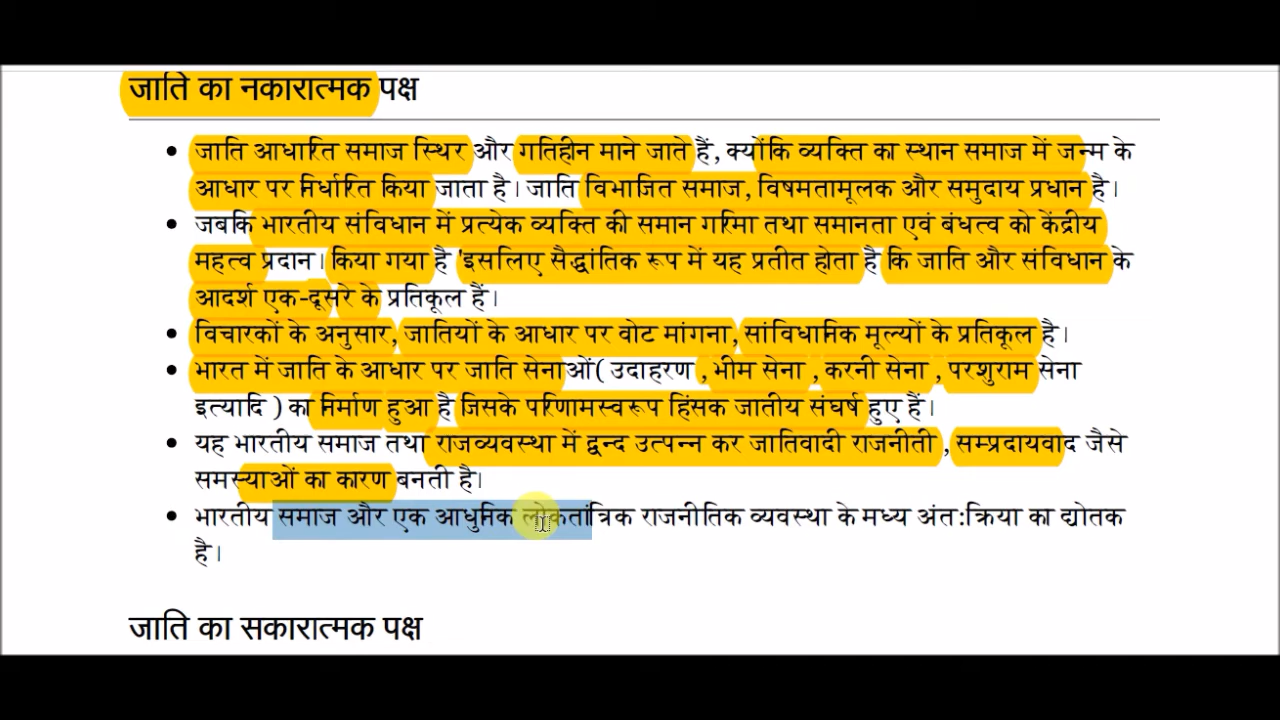 जाति का नकारात्मक पक्ष
• जाति आधारित समाज स्थिर और गतिहीन माने जाते हैं, क्योंकि व्यक्ति का स्थान समाज में जन्म के
आधार पर निर्धारित किया जाता है। जाति विभाजित समाज, विषमतामूलक और समुदाय प्रधान है।
• जबकि भारतीय संविधान में प्रत्येक व्यक्ति की समान गरिमा तथा समानता एवं बंधत्व को केंद्रीय
महत्व प्रदान। किया गया है 'इसलिए सैद्धांतिक रूप में यह प्रतीत होता है कि जाति और संविधान के
आदर्श एक-दूसरे के प्रतिकूल हैं।
• विचारकों के अनुसार, जातियों के आधार पर वोट मांगना, सांविधानिक मूल्यों के प्रतिकूल है।
• भारत में जाति के आधार पर जाति सेनाओं( उदाहरण , भीम सेना , करनी सेना , परशुराम सेना
इत्यादि ) का निर्माण हुआ है जिसके परिणामस्वरूप हिंसक जातीय संघर्ष हुए हैं।
• यह भारतीय समाज तथा राजव्यवस्था में द्वन्द उत्पन्न कर जातिवादी राजनीती , सम्प्रदायवाद जैसे
समस्याओं का कारण बनती है।
• भारतीय समाज और एक आधुनिक लोकतांत्रिक राजनीतिक व्यवस्था के मध्य अंत:क्रिया का द्योतक
है।
जाति का सकारात्मक पक्ष